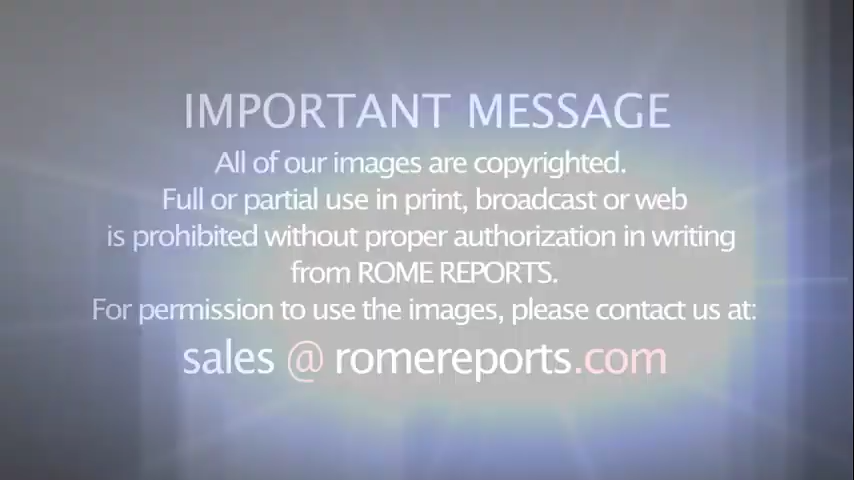 IMPORTANT MESSAGE
All of our images are copyrighted.
Full or partial use in print, broadcast or web
is prohibited without proper authorization in writing
from ROME REPORTS.
For permission to use the images, please contact us at:
sales @ romereports.com